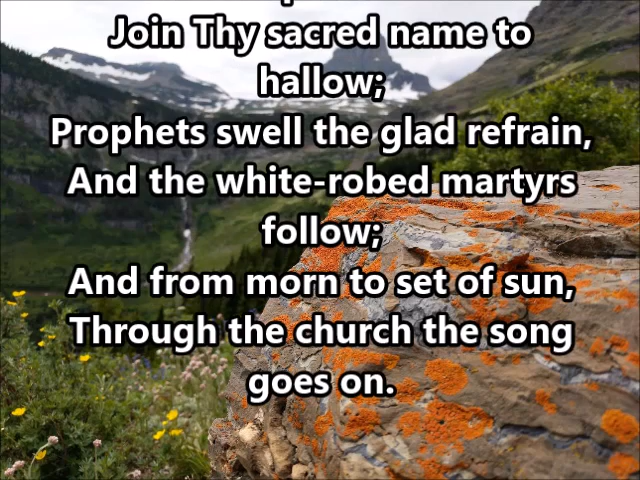 Join Thy sacred name to
hallow;
Prophets swell the glad refrain,
And the white-robed martyrs
follow;
And from morn to set of sun,
Through the church the song
goes on.